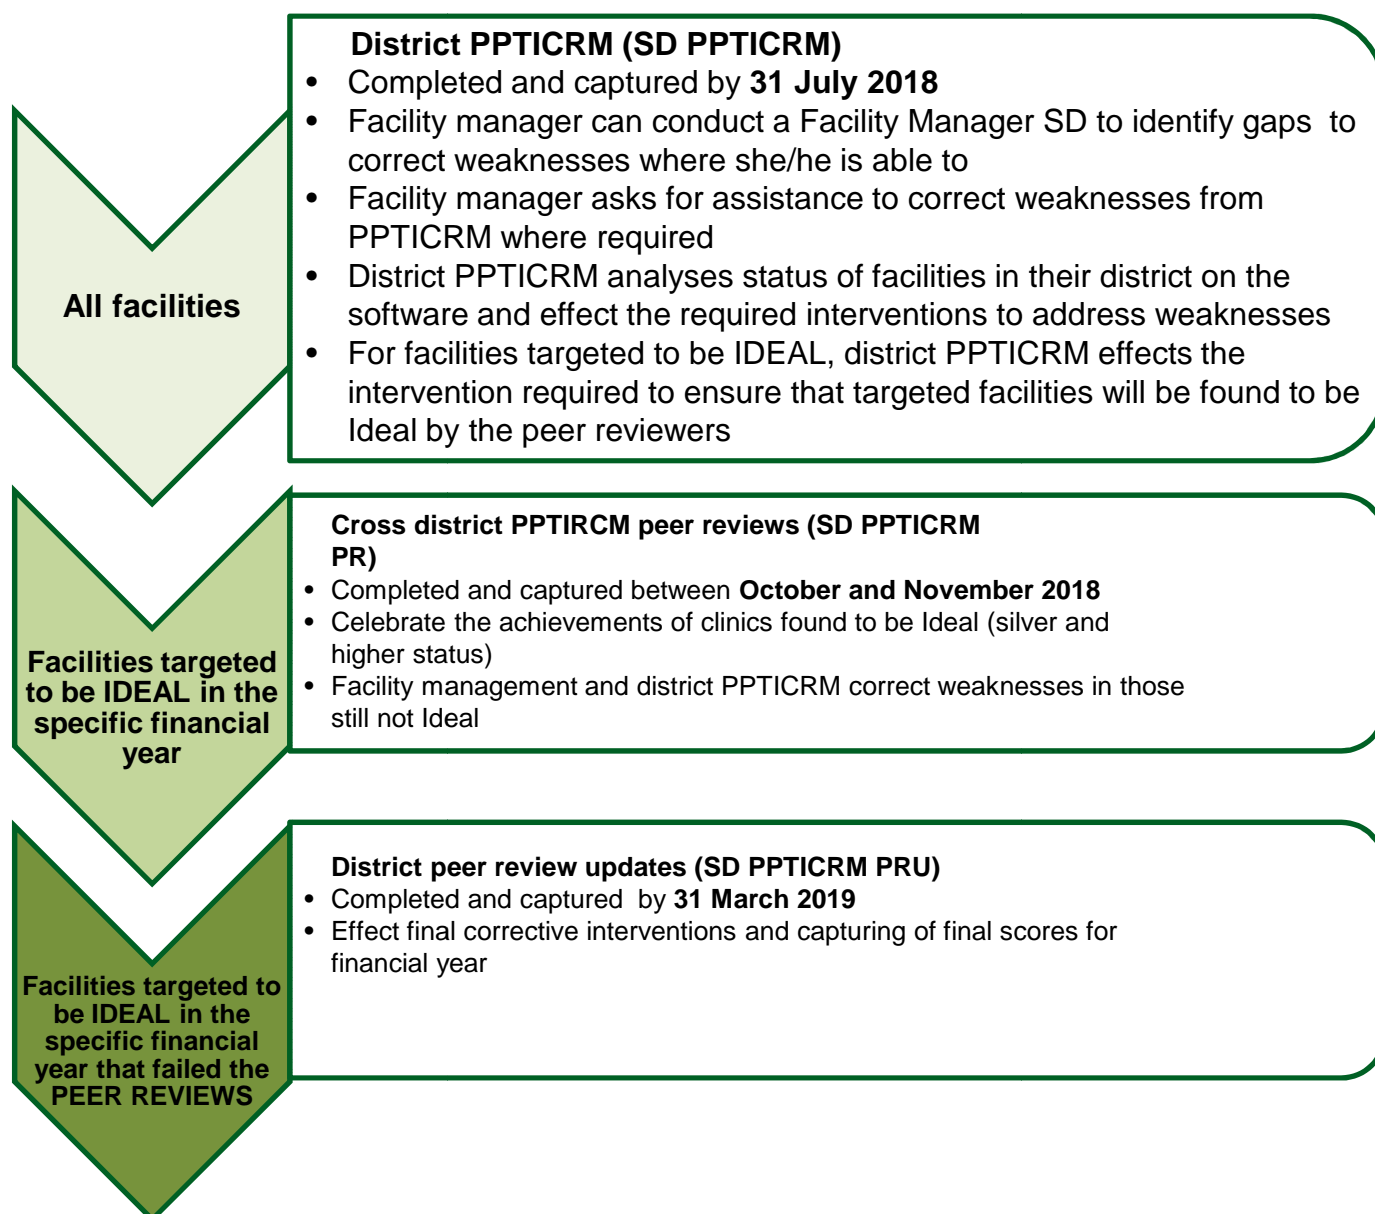 District PPTICRM (SD PPTICRM)
• Completed and captured by 31 July 2018
• Facility manager can conduct a Facility Manager SD to identify gaps to
correct weaknesses where she/he is able to
• Facility manager asks for assistance to correct weaknesses from
PPTICRM where required
• District PPTICRM analyses status of facilities in their district on the
software and effect the required interventions to address weaknesses
• For facilities targeted to be IDEAL, district PPTICRM effects the
intervention required to ensure that targeted facilities will be found to be
Ideal by the peer reviewers
All facilities
Cross district PPTIRCM peer reviews (SD PPTICRM
PR)
• Completed and captured between October and November 2018
• Celebrate the achievements of clinics found to be Ideal (silver and
higher status)
• Facility management and district PPTICRM correct weaknesses in those
still not Ideal
Facilities targeted
to be IDEAL in the
specific financial
year
District peer review updates (SD PPTICRM PRU)
• Completed and captured by 31 March 2019
• Effect final corrective interventions and capturing of final scores for
financial year
Facilities targeted to
be IDEAL in the
specific financial
year that failed the
PEER REVIEWS